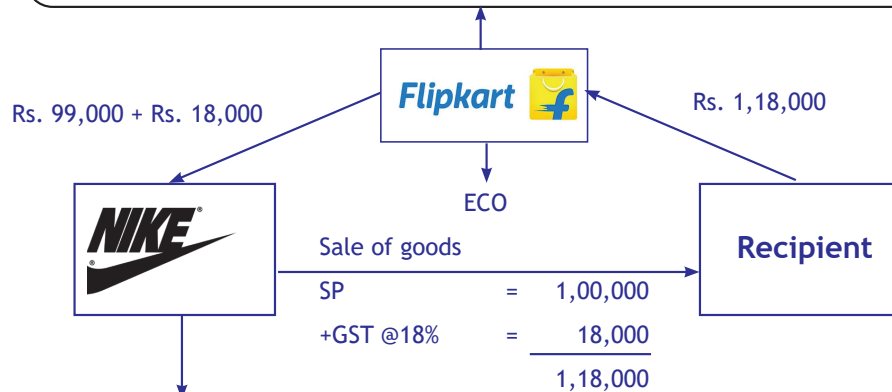 Flipkart f
Rs. 99,000 + Rs. 18,000
Rs. 1,18,000
ECO
NIKE®
®
Sale of goods
Recipient
SP = 1,00,000
+GST @18% = 18,000
1,18,000